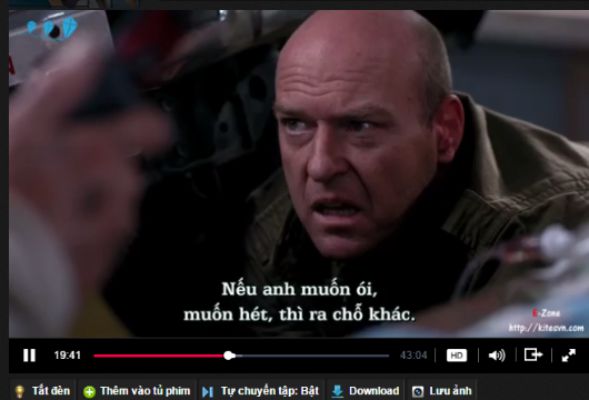 Nếu anh muốn ói,
muốn hét, thì ra chỗ khác.
E-Zone
http://kitesvn.com
19:41
43:04
HD
Tắt đèn
Thêm vào tủ phim
Tự chuyển tập: Bật
Download
Lưu ảnh